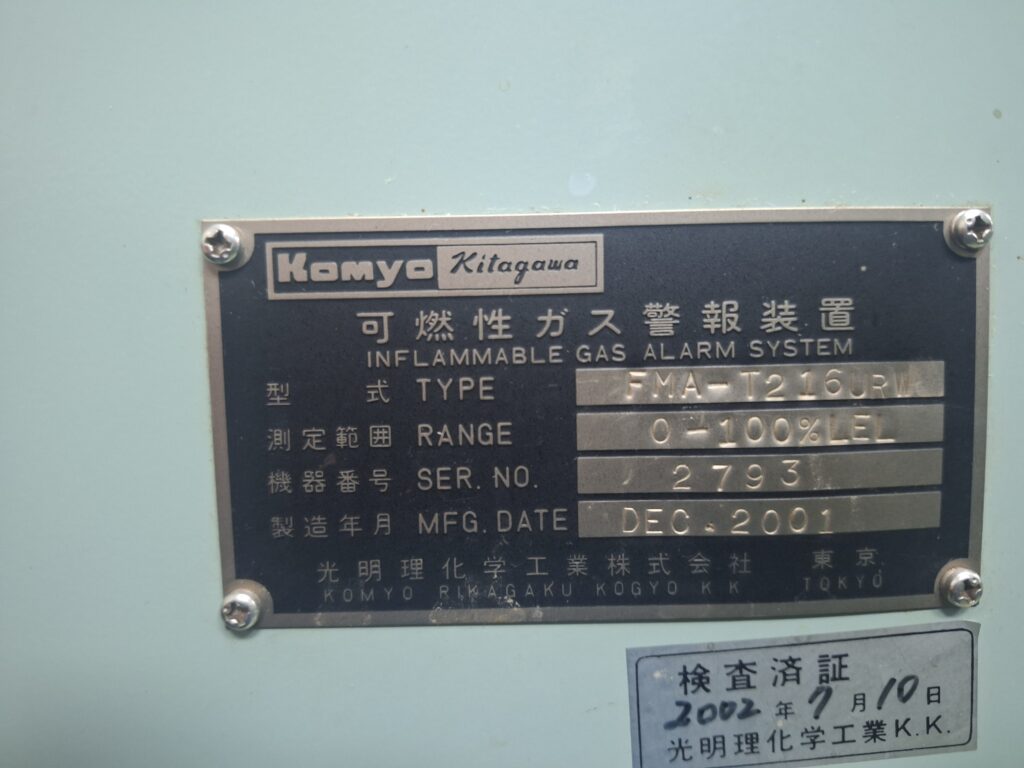 Komyo Kitagawa
可燃性ガス警報装置
INFLAMMABLE GAS ALARM SYSTEM
型式 TYPE FMA-T216URW
測定範囲 RANGE 0-100%LEL
機器番号 SER. NO. 2793
製造年月 MFG. DATE DEC.2001
光明理化学工業株式会社 東京
KOMYO RIKAGAKU KOGYO K K TOKYO
検査済証
2002年7月10日
光明理化学工業K.K.